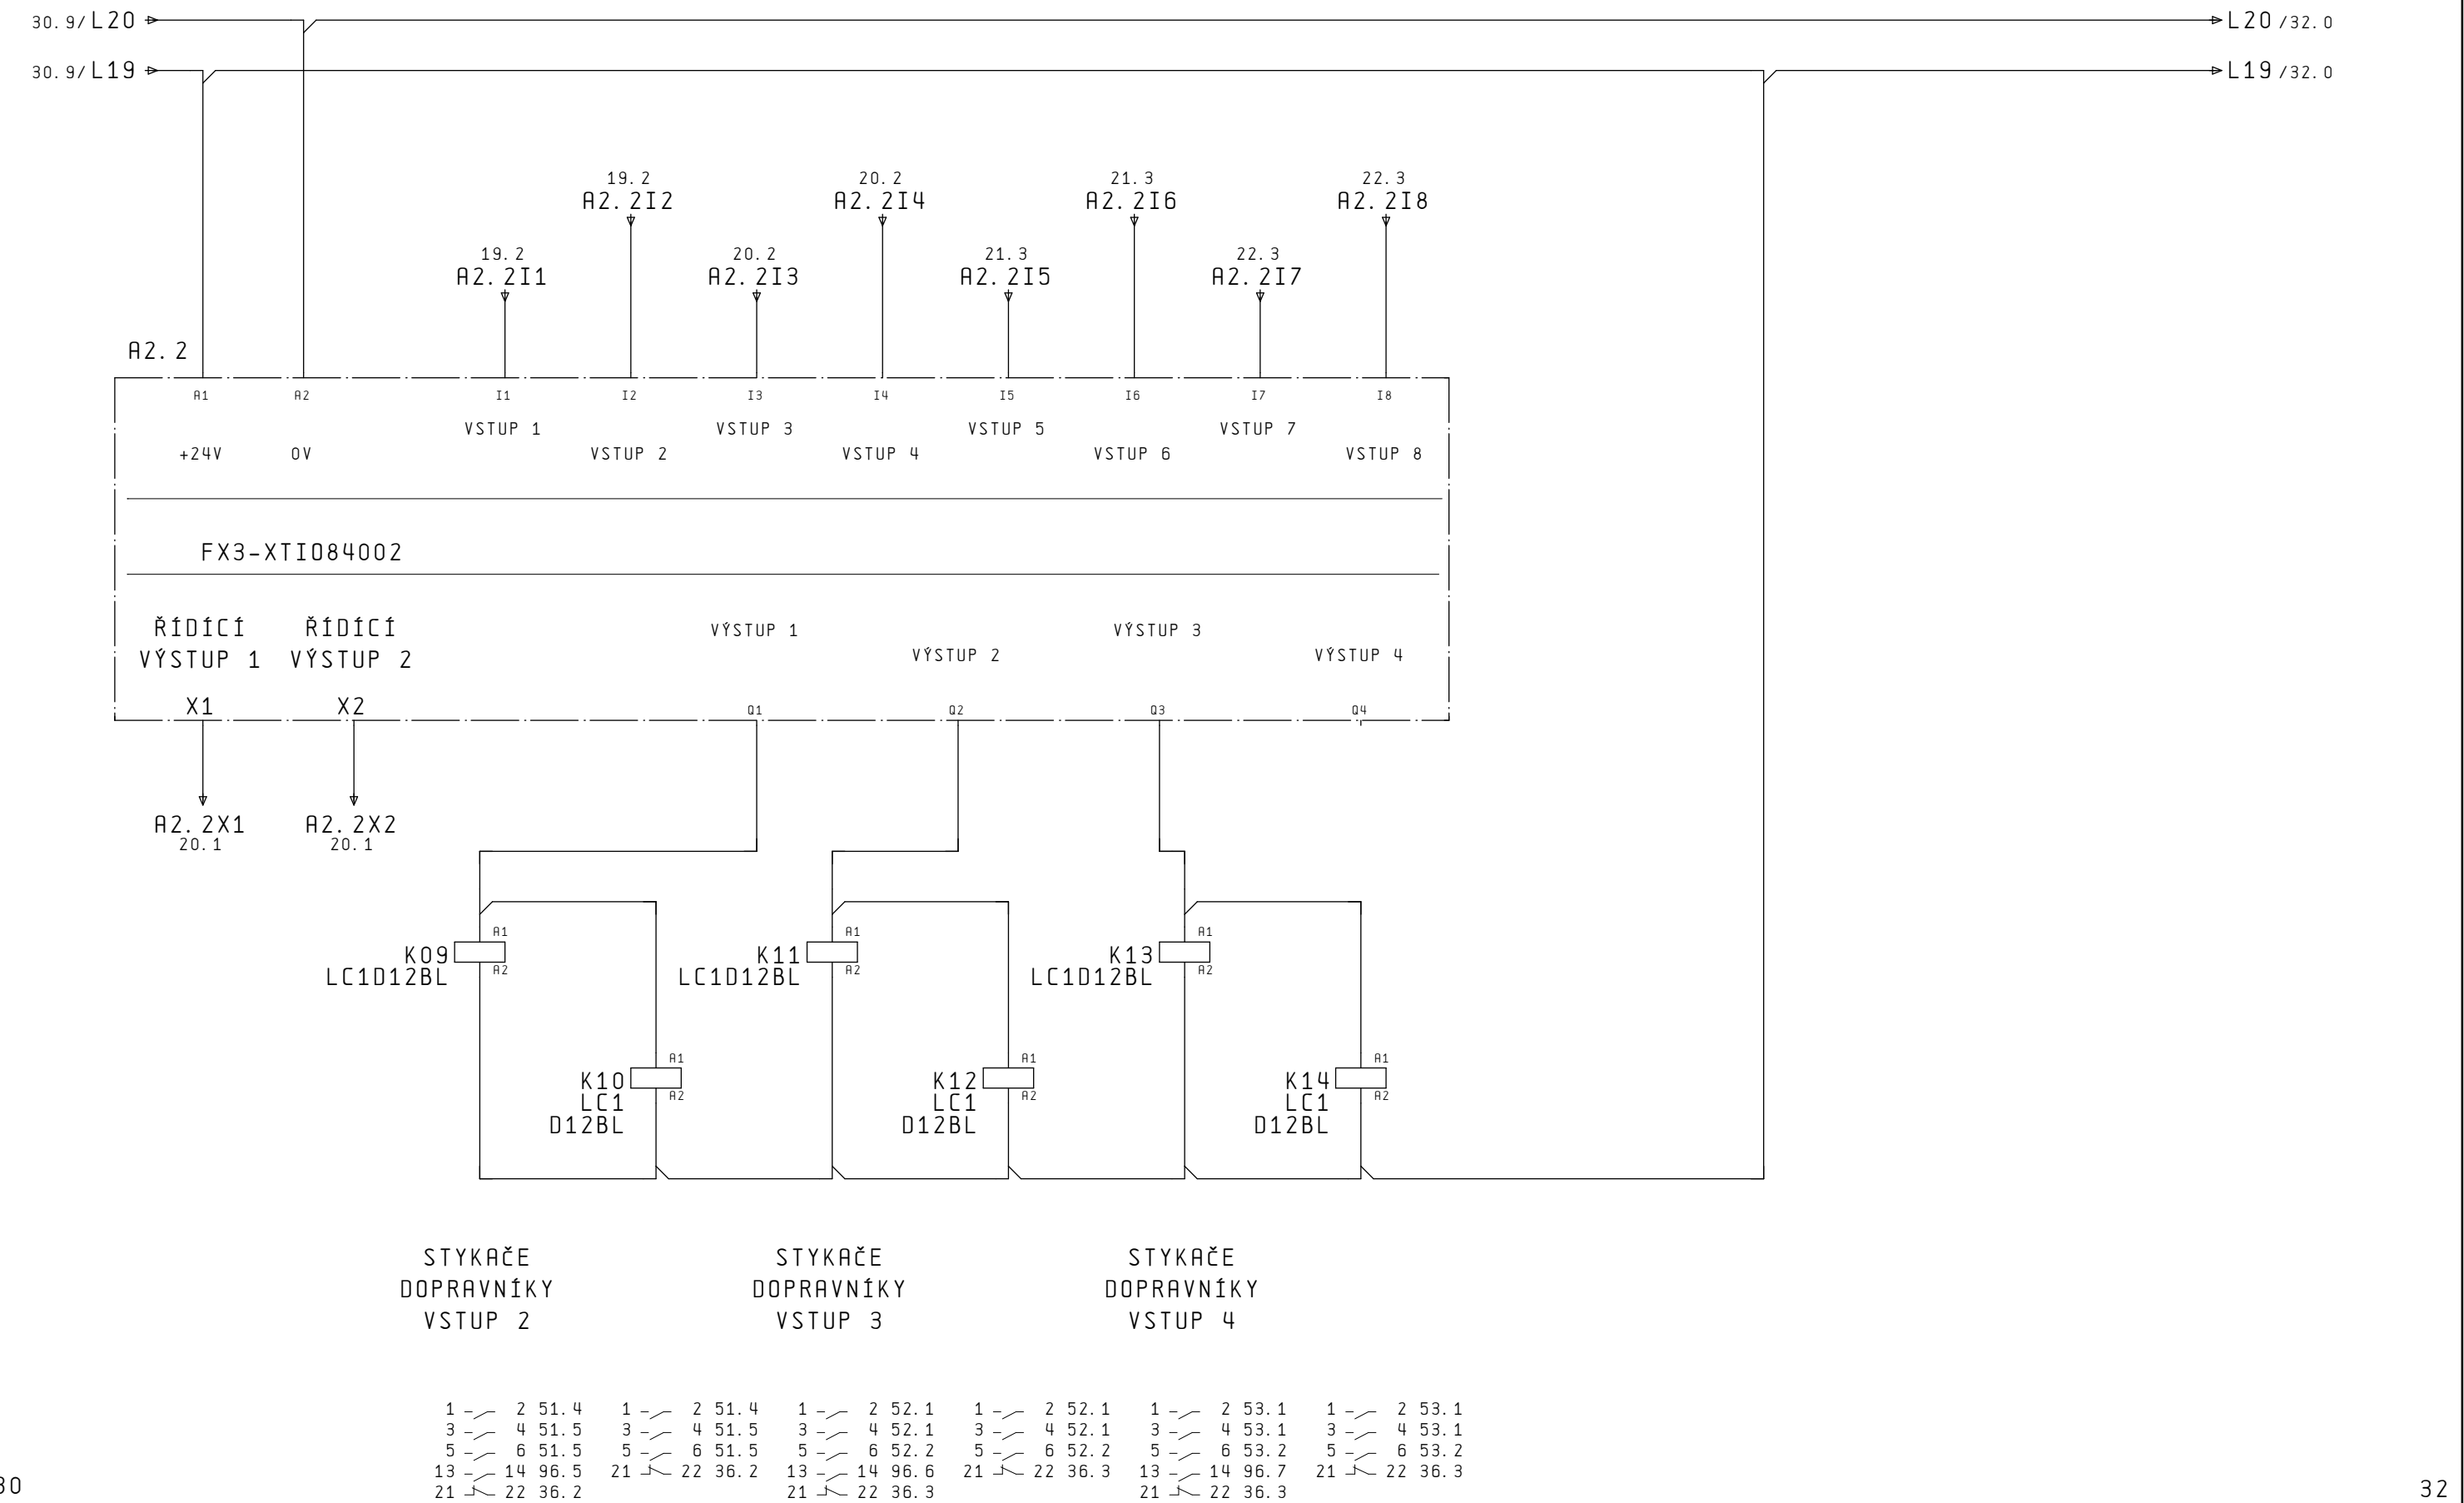 30.9/L20 L20/32.0
30.9/L19 L19/32.0
19.2 20.2 21.3 22.3
A2.2I2 A2.2I4 A2.2I6 A2.2I8
19.2 20.2 21.3 22.3
A2.2I1 A2.2I3 A2.2I5 A2.2I7
A2.2
A1 A2 I1 I2 I3 I4 I5 I6 I7 I8
VSTUP 1 VSTUP 3 VSTUP 5 VSTUP 7
+24V 0V VSTUP 2 VSTUP 4 VSTUP 6 VSTUP 8
FX3-XTIO84002
ŘÍDÍCÍ ŘÍDÍCÍ VÝSTUP 1 VÝSTUP 3
VÝSTUP 1 VÝSTUP 2 VÝSTUP 2 VÝSTUP 4
X1 X2 Q1 Q2 Q3 Q4
A2.2X1 A2.2X2
20.1 20.1
A1 A1 A1
K09 K11 K13
A2 A2 A2
LC1D12BL LC1D12BL LC1D12BL
A1 A1 A1
K10 K12 K14
A2 A2 A2
LC1 LC1 LC1
D12BL D12BL D12BL
STYKAČE STYKAČE STYKAČE
DOPRAVNÍKY DOPRAVNÍKY DOPRAVNÍKY
VSTUP 2 VSTUP 3 VSTUP 4
1 2 51.4 1 2 51.4 1 2 52.1 1 2 52.1 1 2 53.1 1 2 53.1
3 4 51.5 3 4 51.5 3 4 52.1 3 4 52.1 3 4 53.1 3 4 53.1
5 6 51.5 5 6 51.5 5 6 52.2 5 6 52.2 5 6 53.2 5 6 53.2
13 14 96.5 21 22 36.2 13 14 96.6 21 22 36.3 13 14 96.7 21 22 36.3
21 22 36.2 21 22 36.3 21 22 36.3
30 32